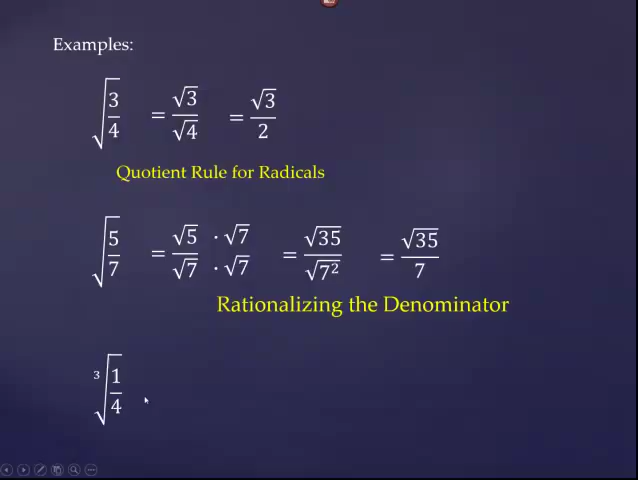 Examples:
√(3/4) = √3/√4 = √3/2
Quotient Rule for Radicals
√(5/7) = √5/√7 · √7/· √7 = √35/√7² = √35/7
Rationalizing the Denominator
∛(1/4)